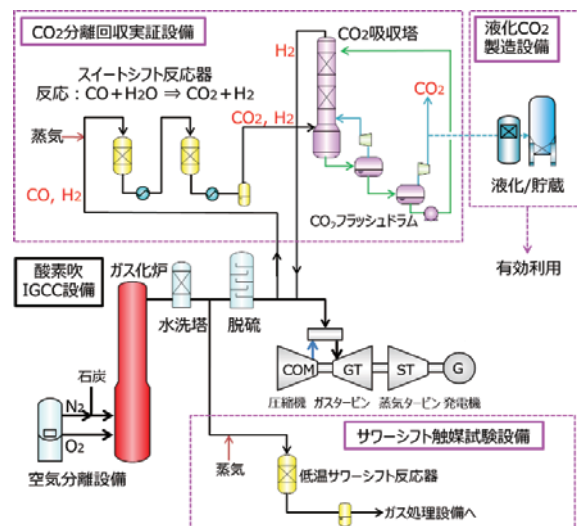 CO2分離回収実証設備
スイートシフト反応器
反応：CO＋H2O ⇒ CO2＋H2
蒸気
CO, H2
CO2, H2
H2
CO2吸収塔
CO2
CO2フラッシュドラム
液化CO2
製造設備
液化/貯蔵
有効利用
酸素吹
IGCC設備
ガス化炉
水洗塔
脱硫
石炭
N2
O2
空気分離設備
COM
GT
ST
G
圧縮機 ガスタービン 蒸気タービン 発電機
サワーシフト触媒試験設備
蒸気
低温サワーシフト反応器
ガス処理設備へ